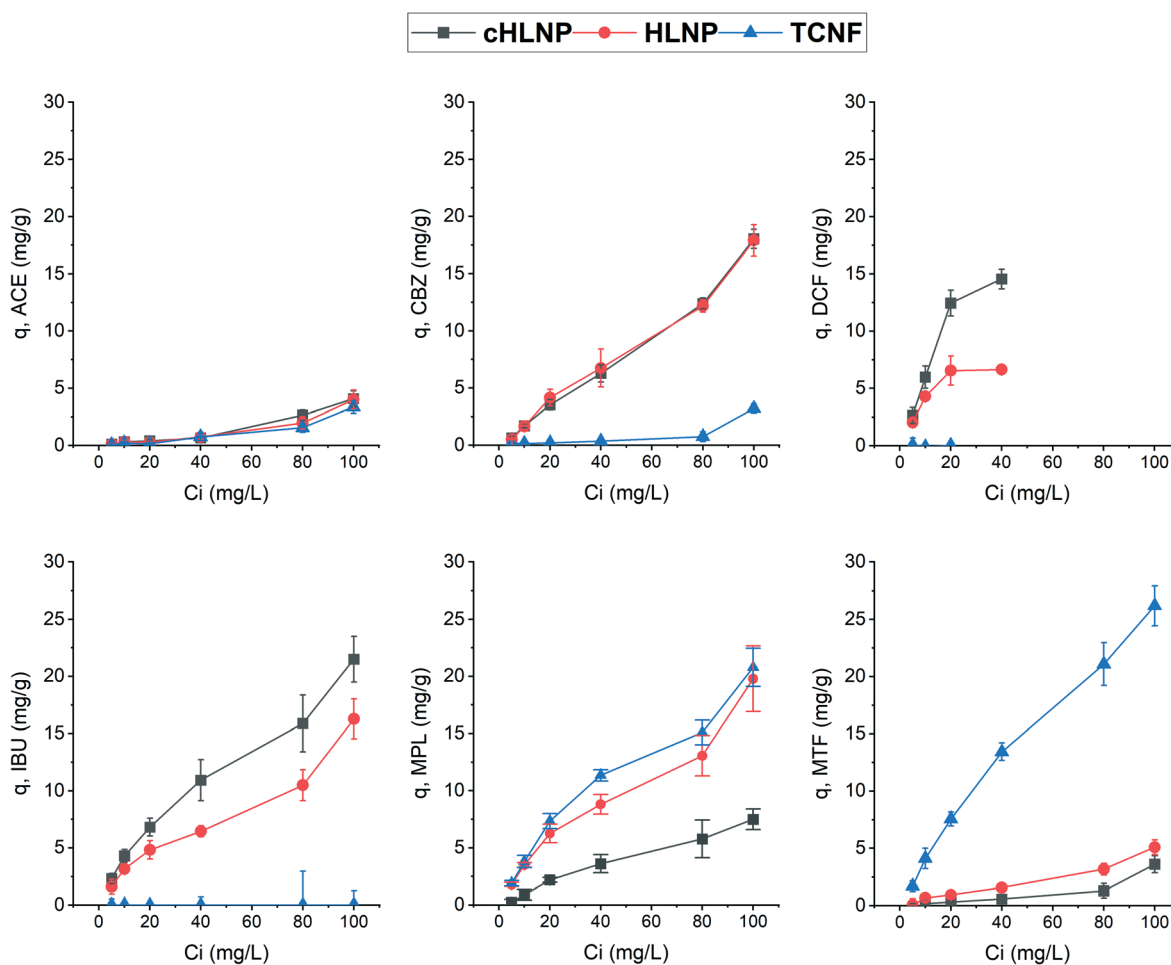 cHLNP HLNP TCNF
30
25
20
15
10
5
0
q, ACE (mg/g)
0 20 40 60 80 100
Ci (mg/L)
30
25
20
15
10
5
0
q, CBZ (mg/g)
0 20 40 60 80 100
Ci (mg/L)
30
25
20
15
10
5
0
q, DCF (mg/g)
0 20 40 60 80 100
Ci (mg/L)
30
25
20
15
10
5
0
q, IBU (mg/g)
0 20 40 60 80 100
Ci (mg/L)
30
25
20
15
10
5
0
q, MPL (mg/g)
0 20 40 60 80 100
Ci (mg/L)
30
25
20
15
10
5
0
q, MTF (mg/g)
0 20 40 60 80 100
Ci (mg/L)